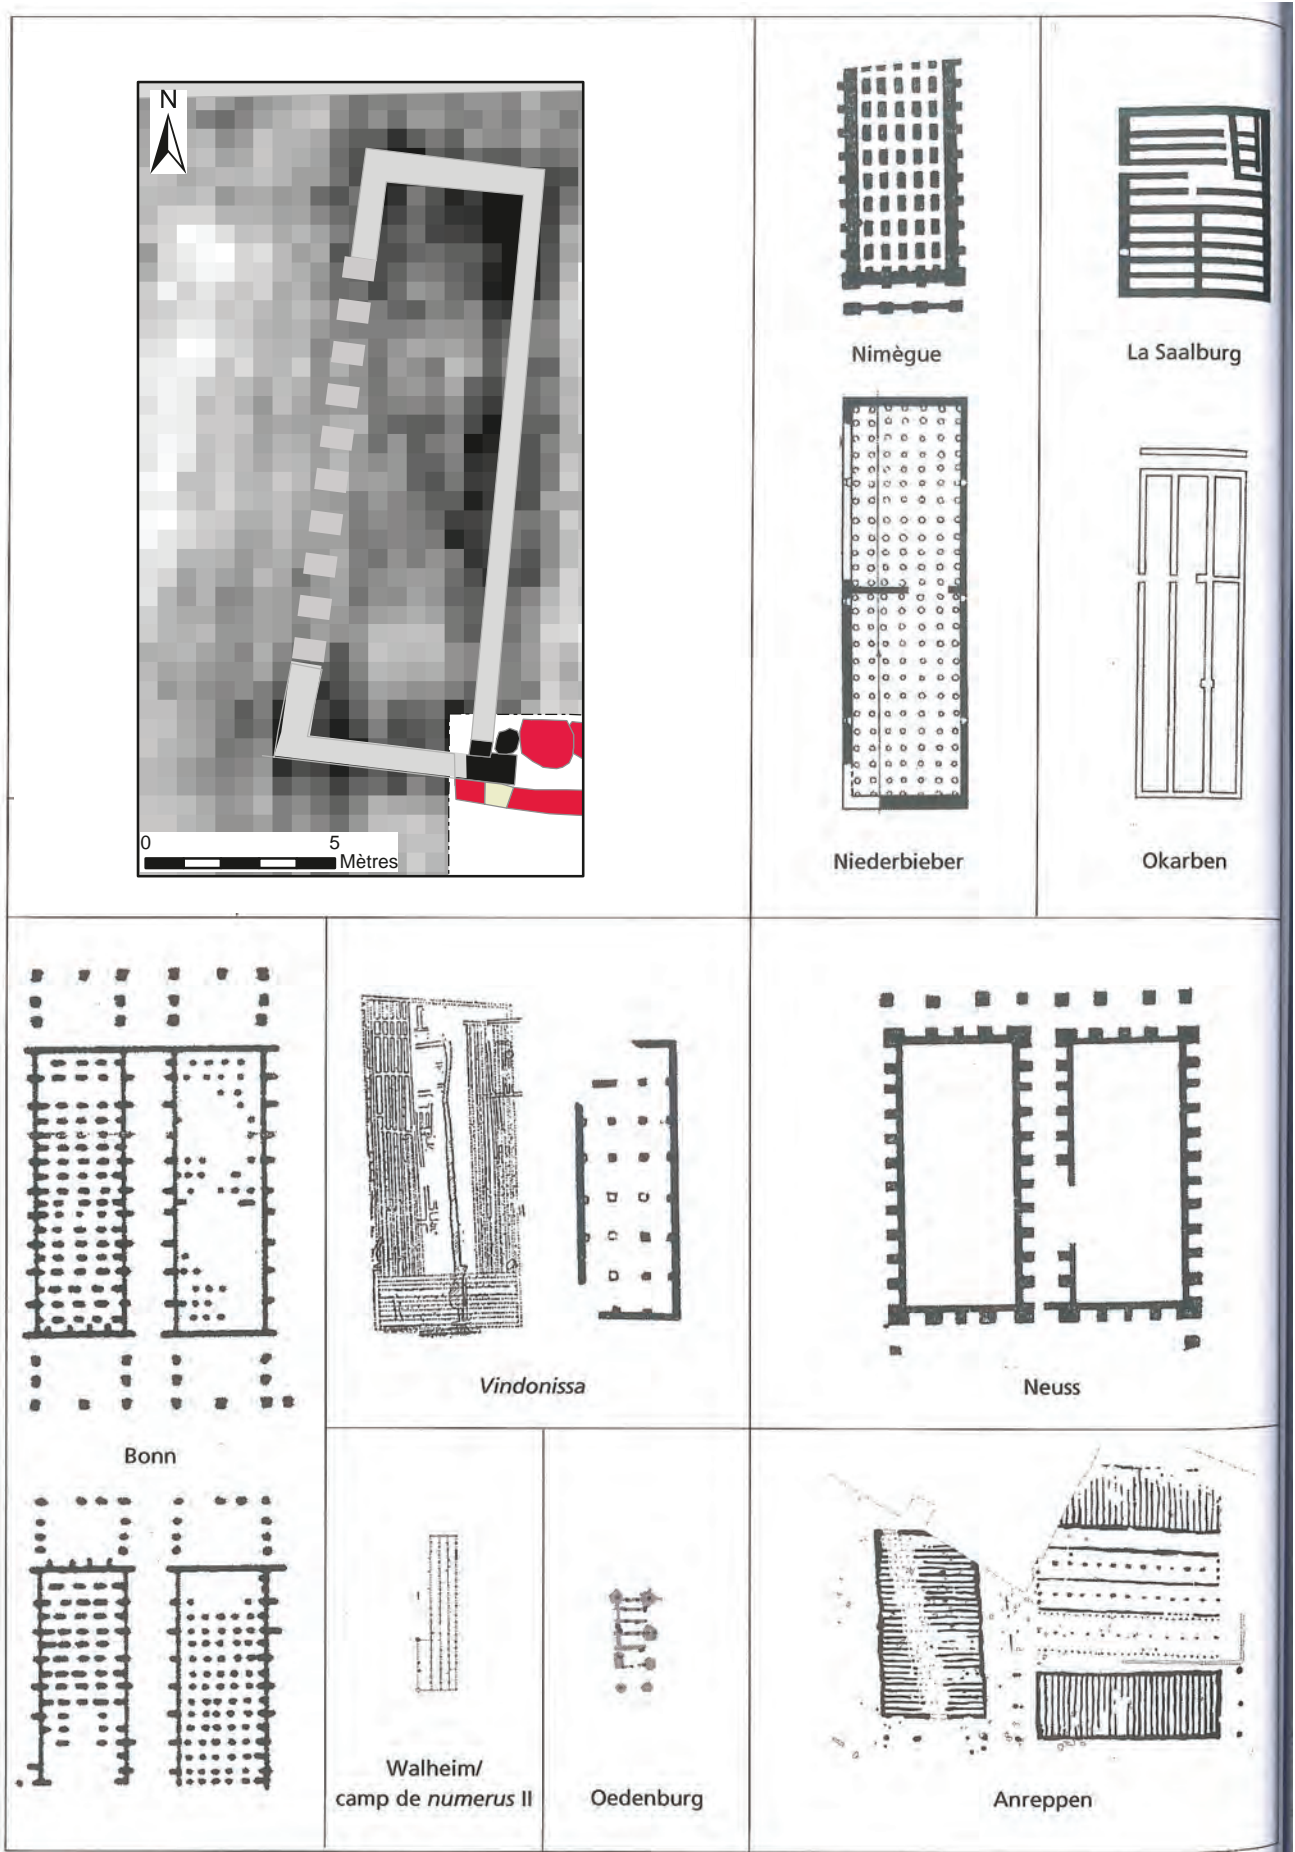 N
0 5
Mètres
Nimègue
La Saalburg
Niederbieber
Okarben
Bonn
Vindonissa
Neuss
Walheim/
camp de numerus II
Oedenburg
Anreppen